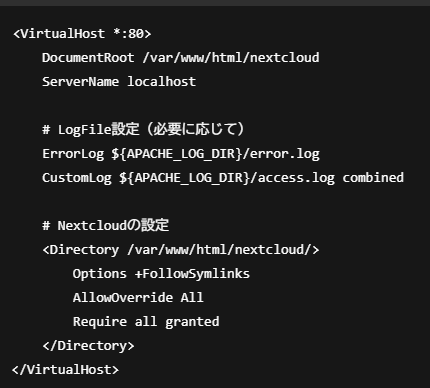 <VirtualHost *:80>
    DocumentRoot /var/www/html/nextcloud
    ServerName localhost

    # LogFile設定（必要に応じて）
    ErrorLog ${APACHE_LOG_DIR}/error.log
    CustomLog ${APACHE_LOG_DIR}/access.log combined

    # Nextcloudの設定
    <Directory /var/www/html/nextcloud/>
        Options +FollowSymlinks
        AllowOverride All
        Require all granted
    </Directory>
</VirtualHost>